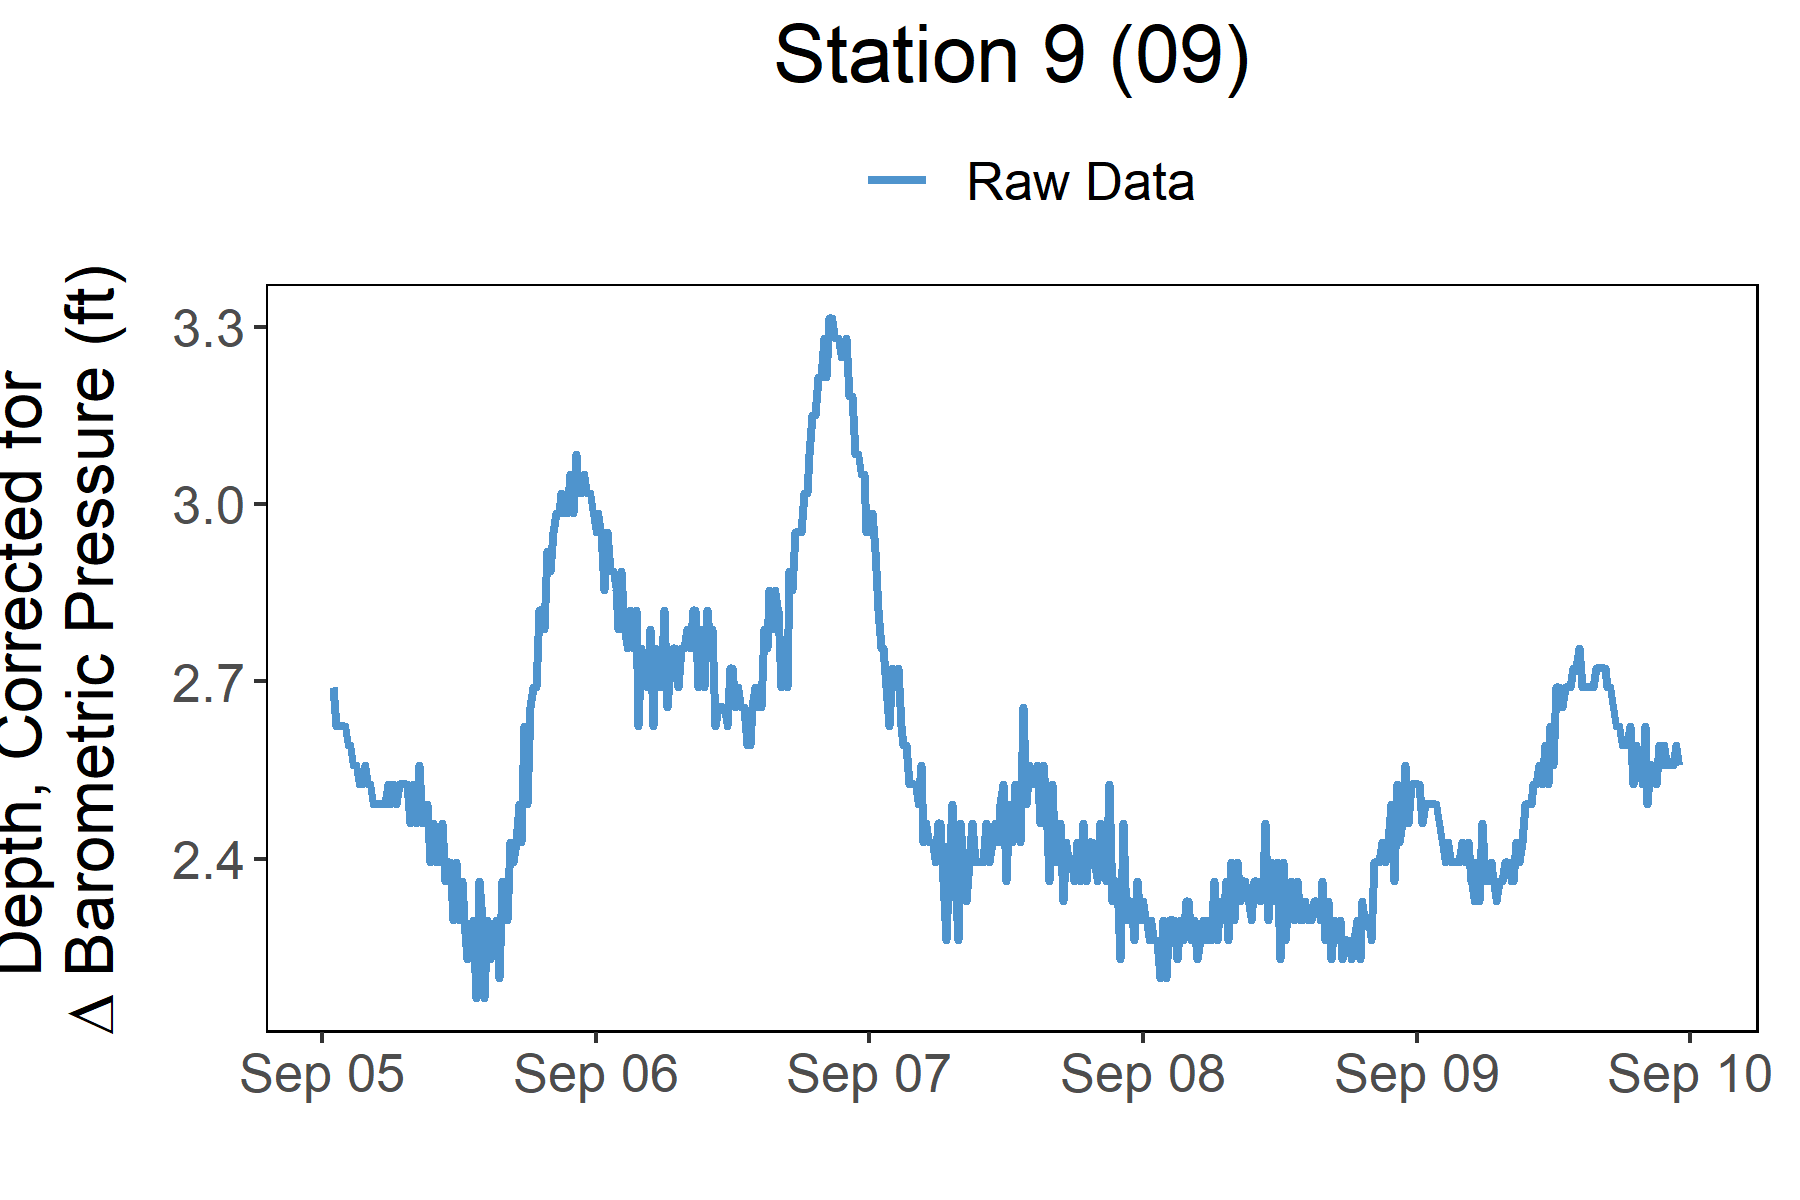 Station 9 (09)
Raw Data
Depth, Corrected for
Δ Barometric Pressure (ft)
3.3
3.0
2.7
2.4
Sep 05 Sep 06 Sep 07 Sep 08 Sep 09 Sep 10